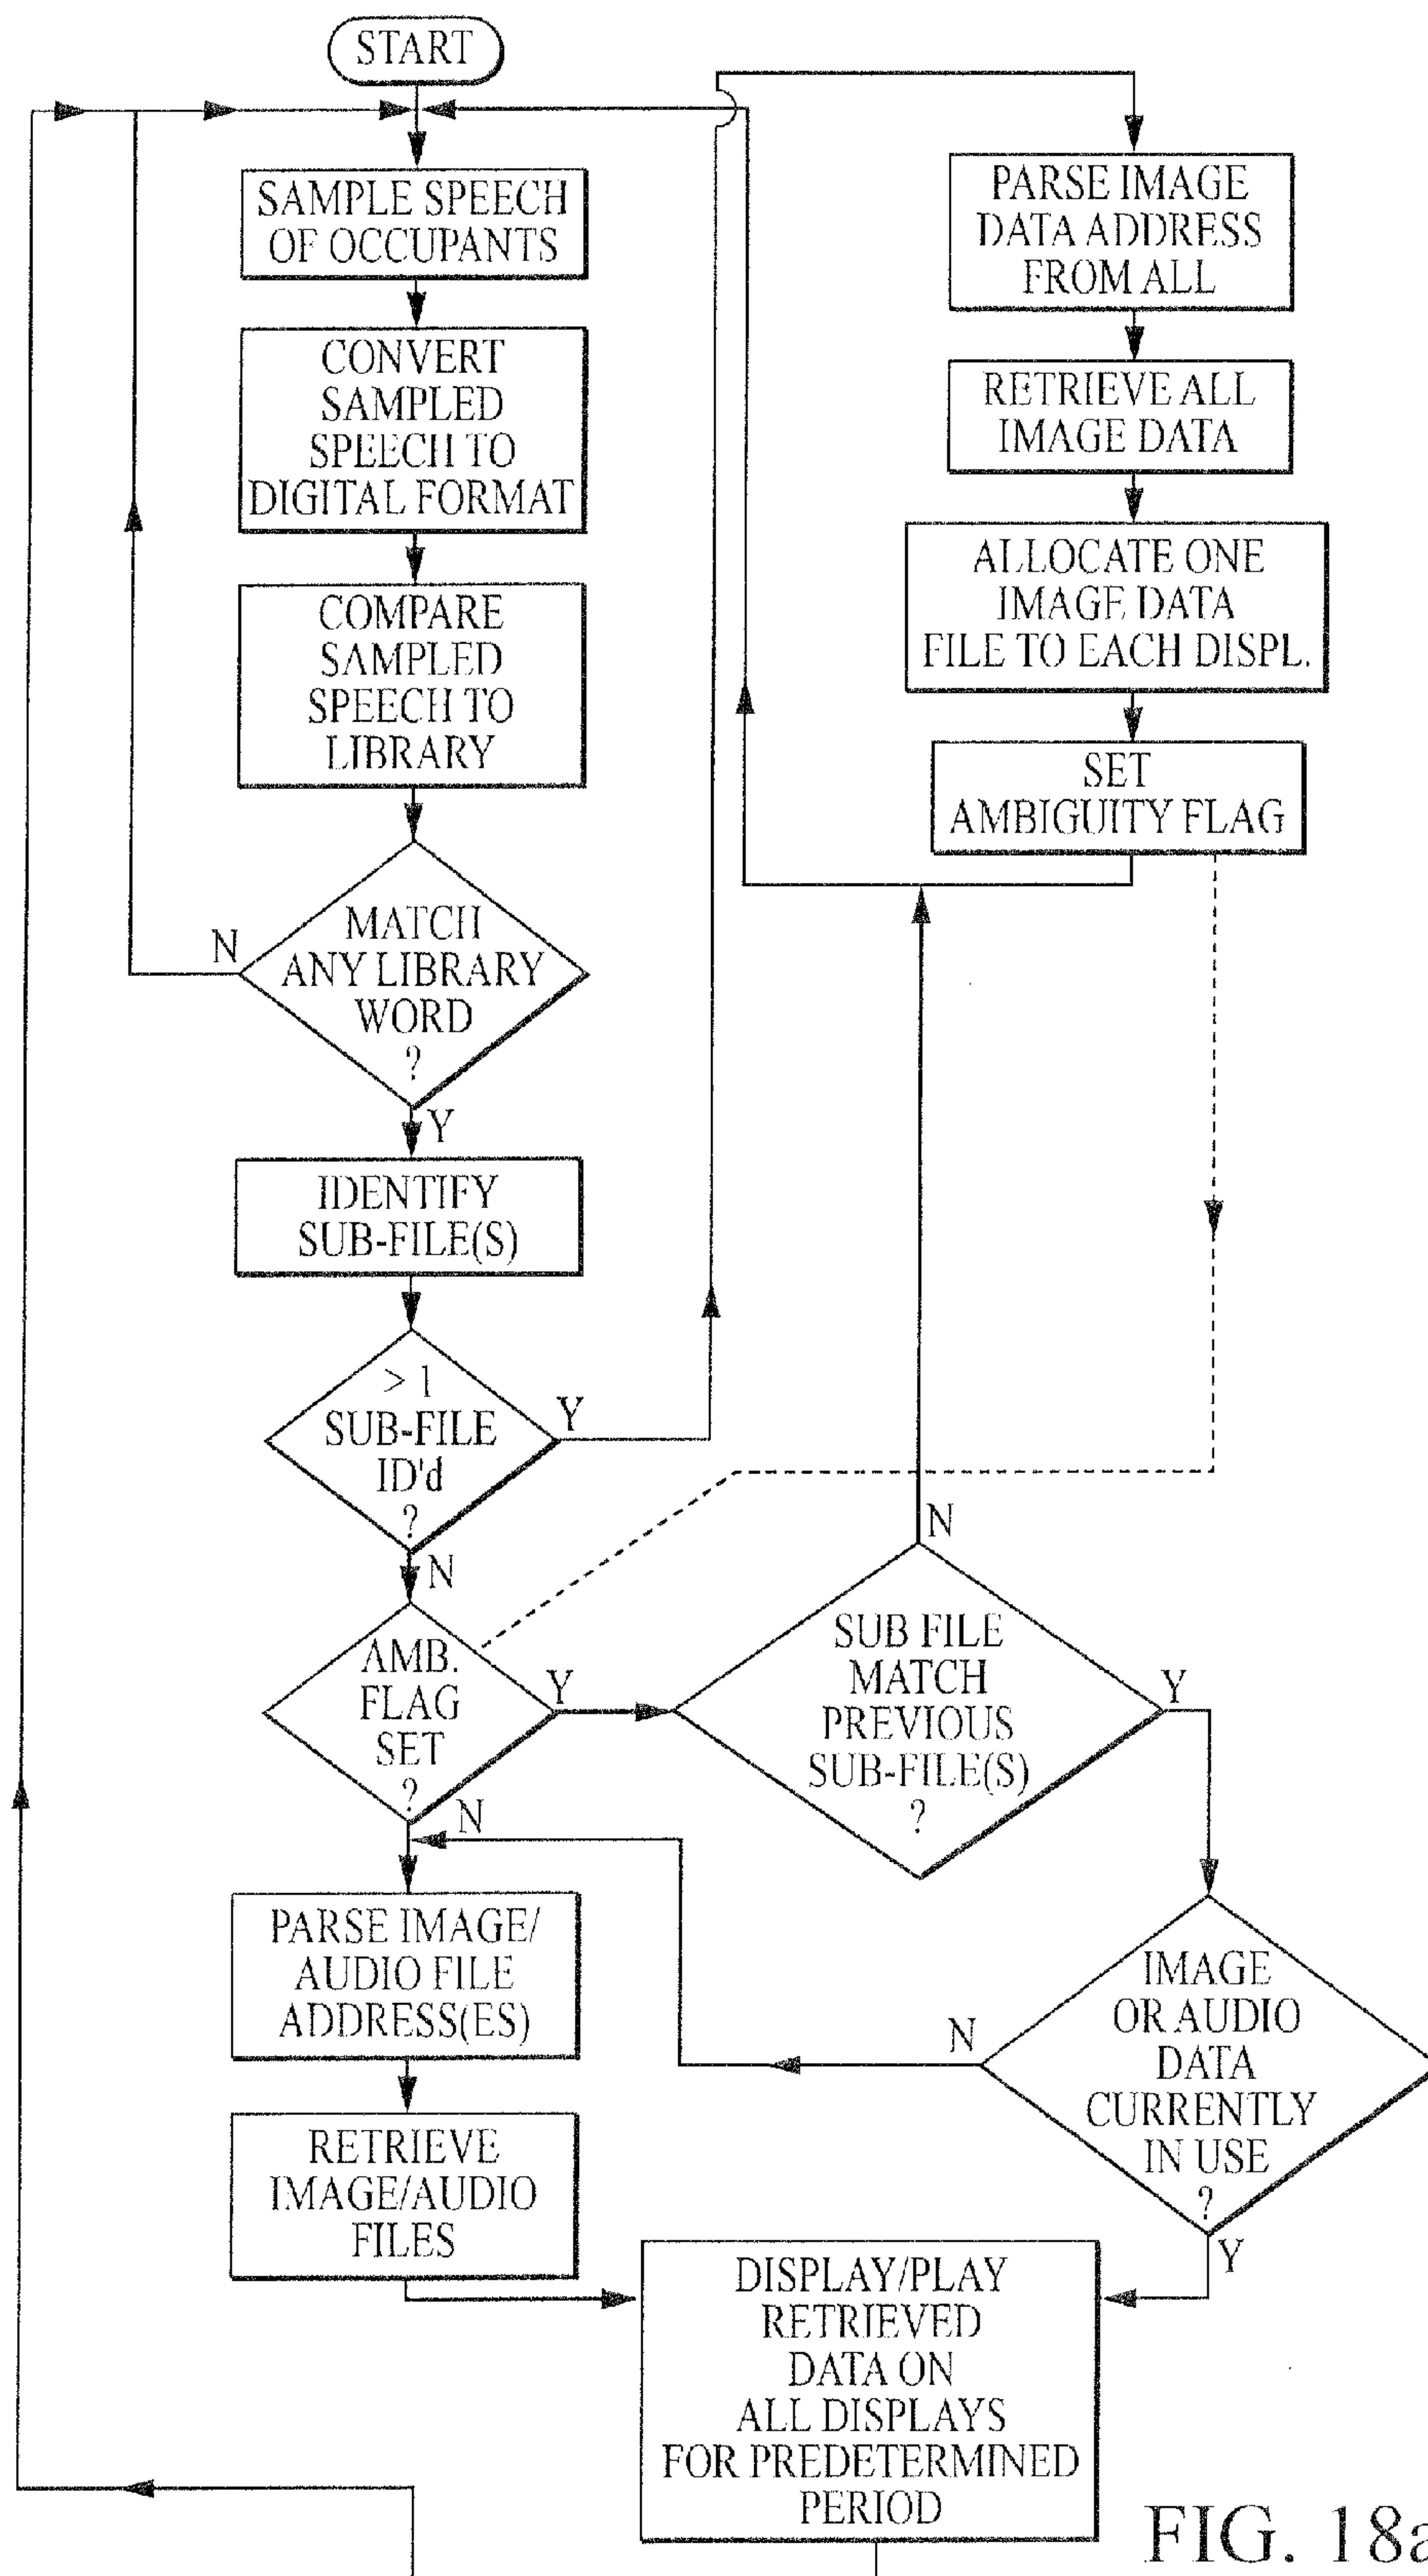 START
SAMPLE SPEECH
OF OCCUPANTS
CONVERT
SAMPLED
SPEECH TO
DIGITAL FORMAT
COMPARE
SAMPLED
SPEECH TO
LIBRARY
MATCH
ANY LIBRARY
WORD
?
N
Y
IDENTIFY
SUB-FILE(S)
> 1
SUB-FILE
ID'd
?
Y
N
AMB.
FLAG
SET
?
Y
N
PARSE IMAGE/
AUDIO FILE
ADDRESS(ES)
RETRIEVE
IMAGE/AUDIO
FILES
PARSE IMAGE
DATA ADDRESS
FROM ALL
RETRIEVE ALL
IMAGE DATA
ALLOCATE ONE
IMAGE DATA
FILE TO EACH DISPL.
SET
AMBIGUITY FLAG
N
SUB FILE
MATCH
PREVIOUS
SUB-FILE(S)
?
Y
IMAGE
OR AUDIO
DATA
CURRENTLY
IN USE
?
N
Y
DISPLAY/PLAY
RETRIEVED
DATA ON
ALL DISPLAYS
FOR PREDETERMINED
PERIOD
FIG. 18a